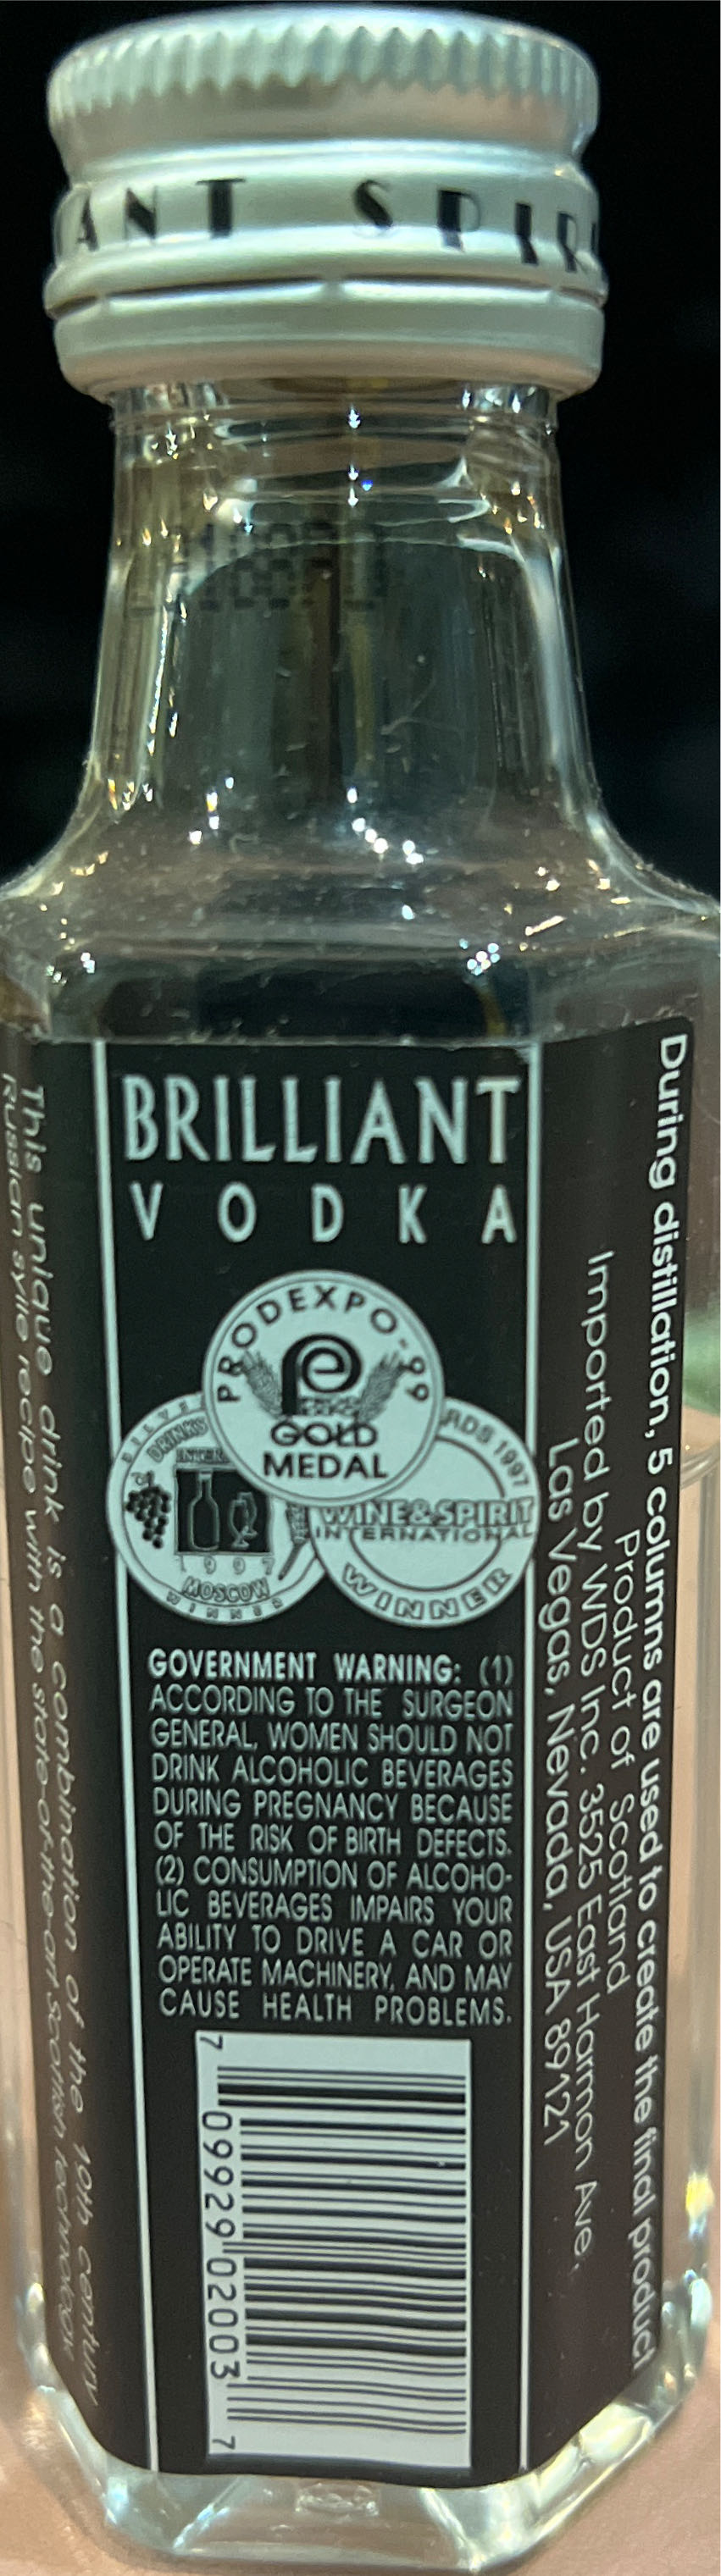 ANT SPIR
BRILLIANT
VODKA
PRODEXPO-99
GOLD
MEDAL
DRINKS
1997
MOSCOW
WINNER
RDS 1997
WINE&SPIRIT
INTERNATIONAL
WINNER
GOVERNMENT WARNING: (1)
ACCORDING TO THE SURGEON
GENERAL, WOMEN SHOULD NOT
DRINK ALCOHOLIC BEVERAGES
DURING PREGNANCY BECAUSE
OF THE RISK OF BIRTH DEFECTS.
(2) CONSUMPTION OF ALCOHO-
LIC BEVERAGES IMPAIRS YOUR
ABILITY TO DRIVE A CAR OR
OPERATE MACHINERY, AND MAY
CAUSE HEALTH PROBLEMS.
7 09929 02003 7
This unique drink is a combination of the 19th century
Russian sylle recipe with the state-of-the-art Scottish technology
During distillation, 5 columns are used to create the final product
Product of Scotland
Imported by WDS Inc. 3525 East Harmon Ave.
Las Vegas, Nevada, USA 89121